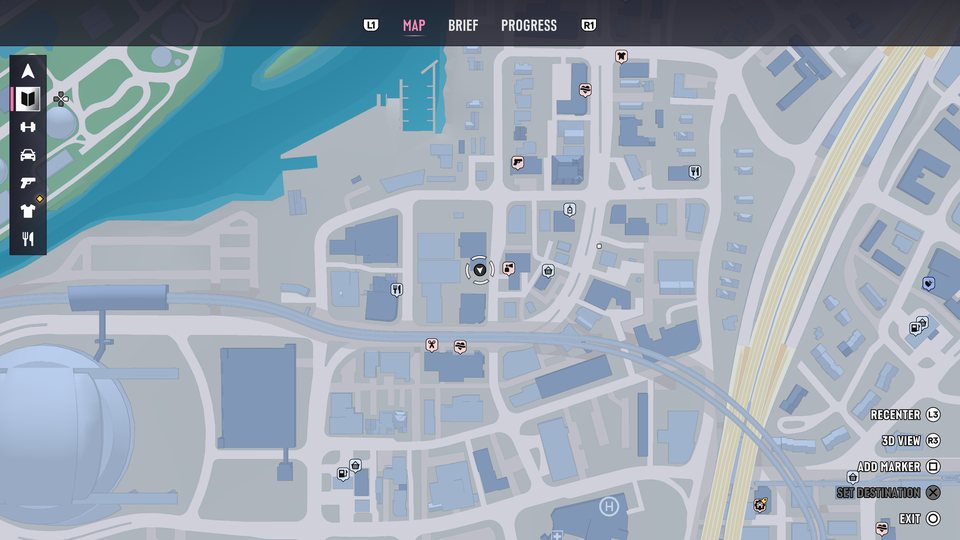 L1 MAP BRIEF PROGRESS R1
RECENTER L3
3D VIEW R3
ADD MARKER
SET DESTINATION
EXIT
H